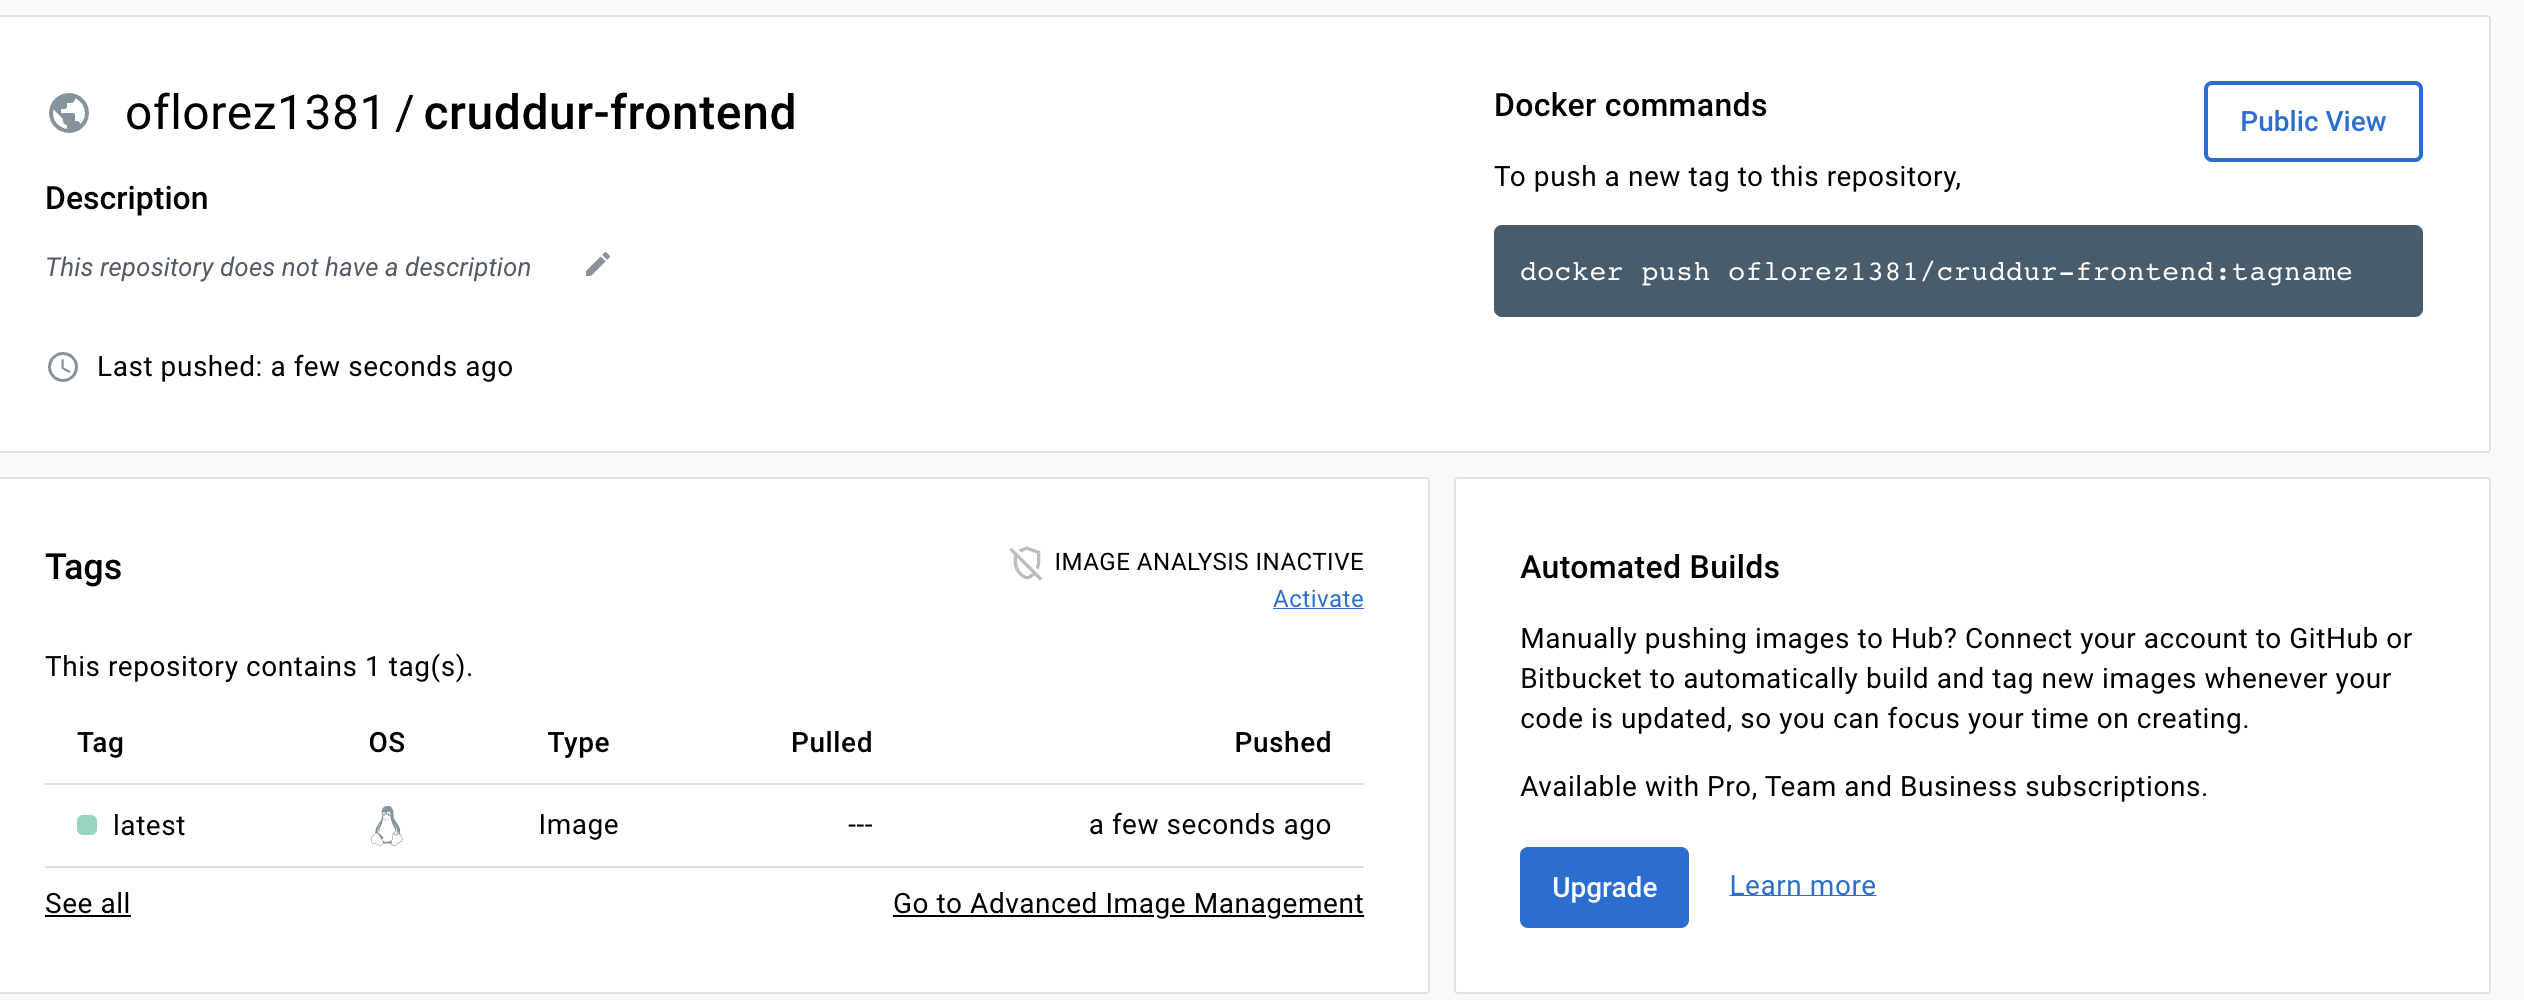 oflorez1381 / cruddur-frontend
Description
This repository does not have a description
Last pushed: a few seconds ago
Docker commands
Public View
To push a new tag to this repository,
docker push oflorez1381/cruddur-frontend:tagname
Tags
IMAGE ANALYSIS INACTIVE
Activate
This repository contains 1 tag(s).
Tag OS Type Pulled Pushed
latest Image --- a few seconds ago
See all Go to Advanced Image Management
Automated Builds
Manually pushing images to Hub? Connect your account to GitHub or
Bitbucket to automatically build and tag new images whenever your
code is updated, so you can focus your time on creating.
Available with Pro, Team and Business subscriptions.
Upgrade Learn more